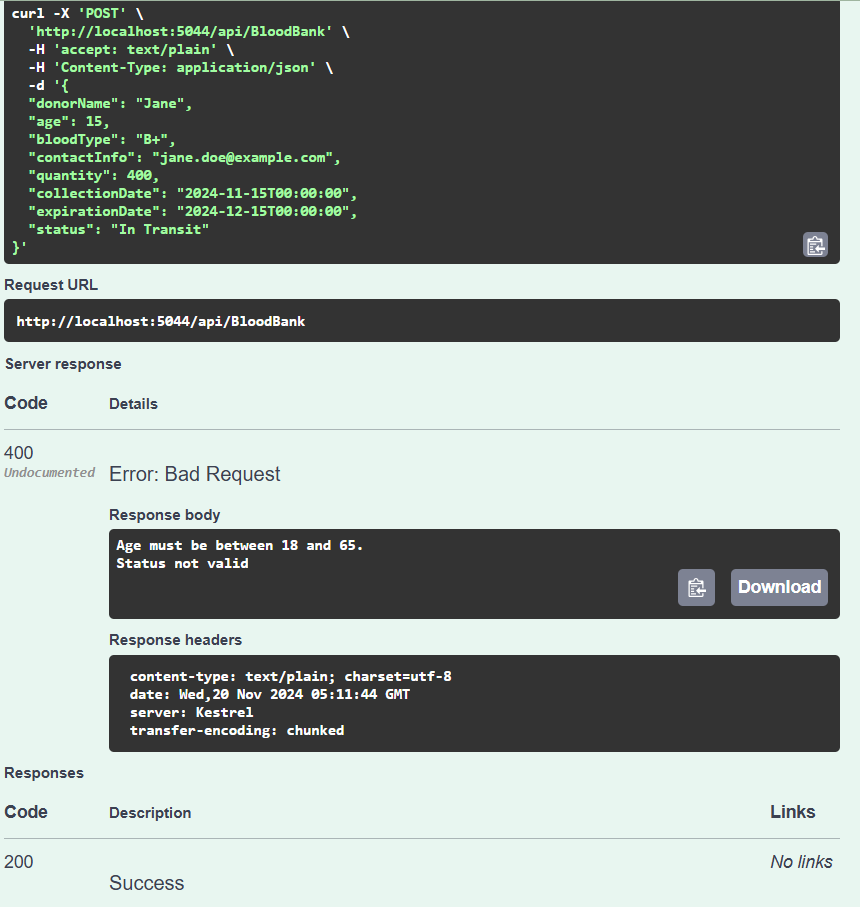 curl -X 'POST' \
  'http://localhost:5044/api/BloodBank' \
  -H 'accept: text/plain' \
  -H 'Content-Type: application/json' \
  -d '{
  "donorName": "Jane",
  "age": 15,
  "bloodType": "B+",
  "contactInfo": "jane.doe@example.com",
  "quantity": 400,
  "collectionDate": "2024-11-15T00:00:00",
  "expirationDate": "2024-12-15T00:00:00",
  "status": "In Transit"
}'
Request URL
http://localhost:5044/api/BloodBank
Server response
Code Details
400
Undocumented
Error: Bad Request
Response body
Age must be between 18 and 65.
Status not valid
Download
Response headers
content-type: text/plain; charset=utf-8
date: Wed,20 Nov 2024 05:11:44 GMT
server: Kestrel
transfer-encoding: chunked
Responses
Code Description Links
200 No links
Success